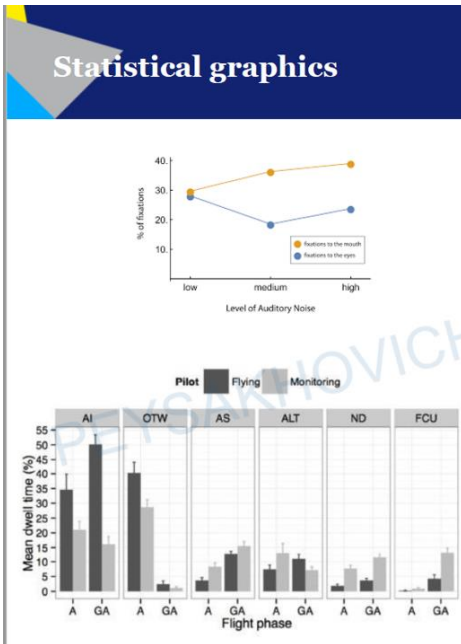 Statistical graphics
40.
30.
20.
10.
% of fixations
fixations to the mouth
fixations to the eyes
low medium high
Level of Auditory Noise
PEYSAKHOVICH
Pilot Flying Monitoring
AI OTW AS ALT ND FCU
Mean dwell time (%)
55
50
45
40
35
30
25
20
15
10
5
0
A GA A GA A GA A GA A GA A GA
Flight phase